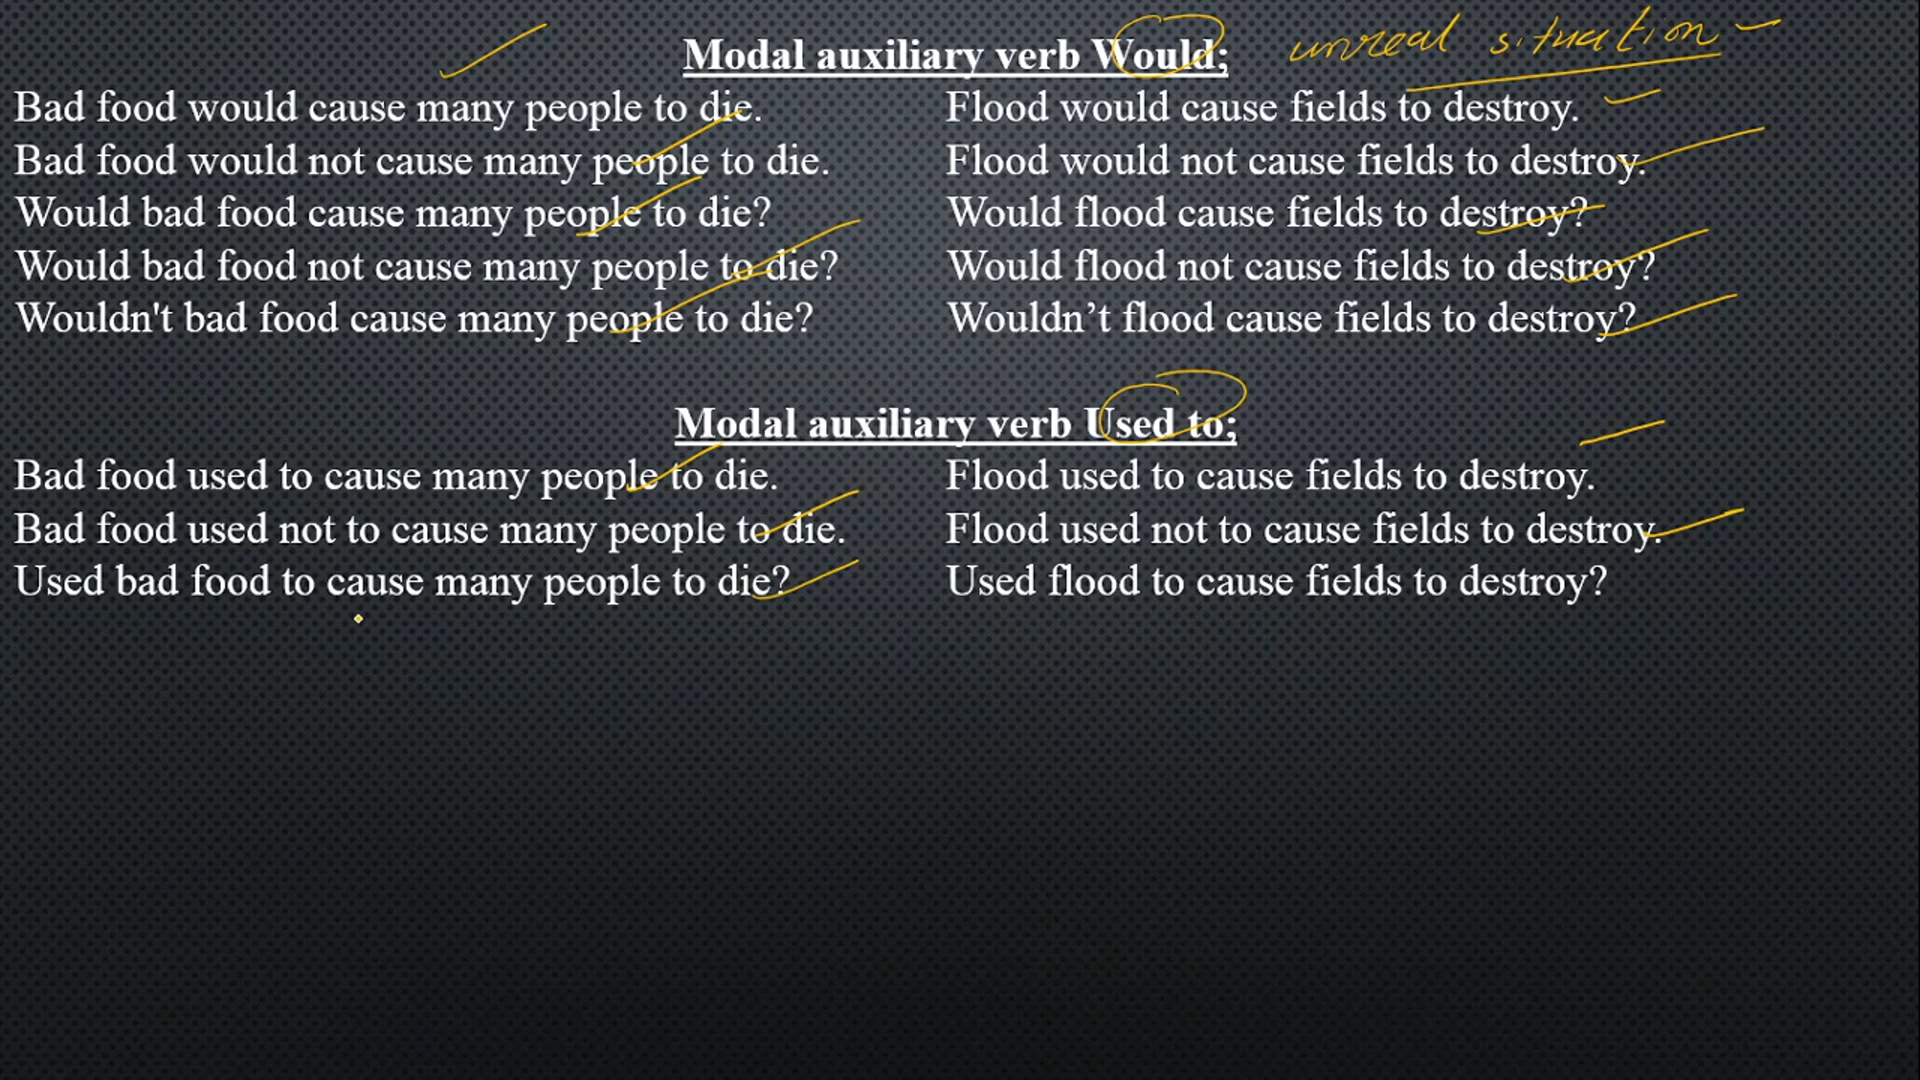 Modal auxiliary verb Would; unreal situation
Bad food would cause many people to die.
Bad food would not cause many people to die.
Would bad food cause many people to die?
Would bad food not cause many people to die?
Wouldn't bad food cause many people to die?
Flood would cause fields to destroy.
Flood would not cause fields to destroy.
Would flood cause fields to destroy?
Would flood not cause fields to destroy?
Wouldn’t flood cause fields to destroy?
Modal auxiliary verb Used to;
Bad food used to cause many people to die.
Bad food used not to cause many people to die.
Used bad food to cause many people to die?
Flood used to cause fields to destroy.
Flood used not to cause fields to destroy.
Used flood to cause fields to destroy?